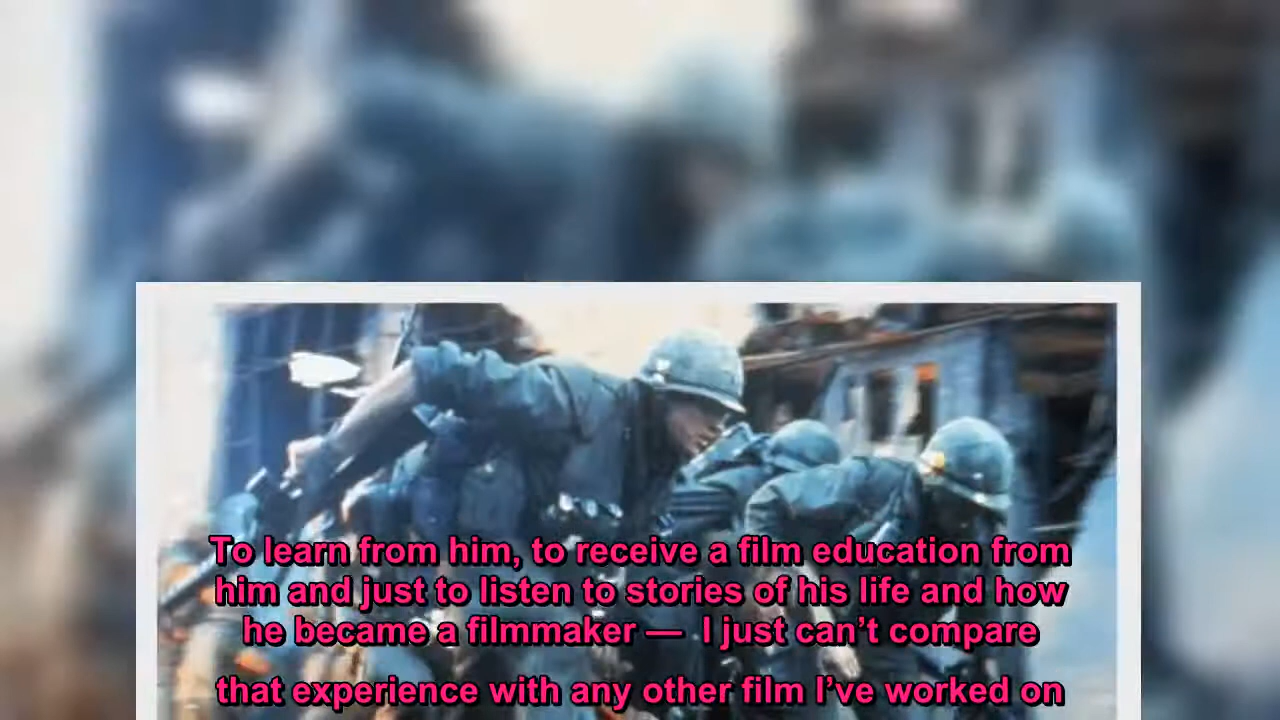 To learn from him, to receive a film education from
him and just to listen to stories of his life and how
he became a filmmaker — I just can’t compare
that experience with any other film I’ve worked on